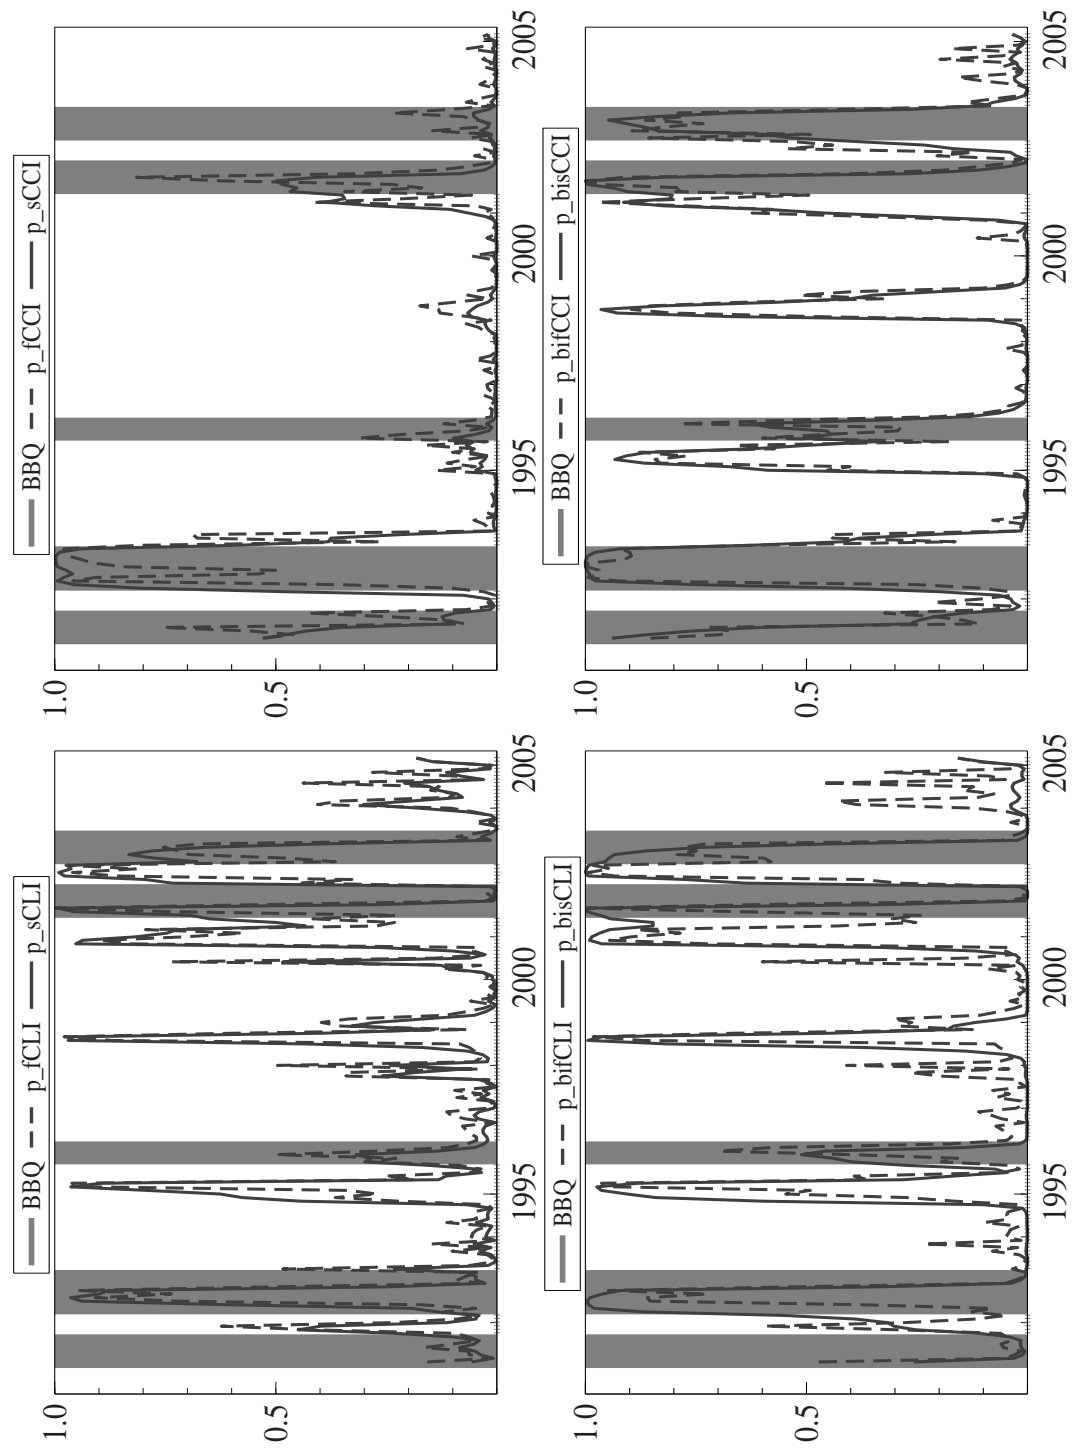 BBQ p_fCLI p_sCLI
1.0
0.5
1995 2000 2005
BBQ p_fCCI p_sCCI
1.0
0.5
1995 2000 2005
BBQ p_bifCLI p_bisCLI
1.0
0.5
1995 2000 2005
BBQ p_bifCCI p_bisCCI
1.0
0.5
1995 2000 2005